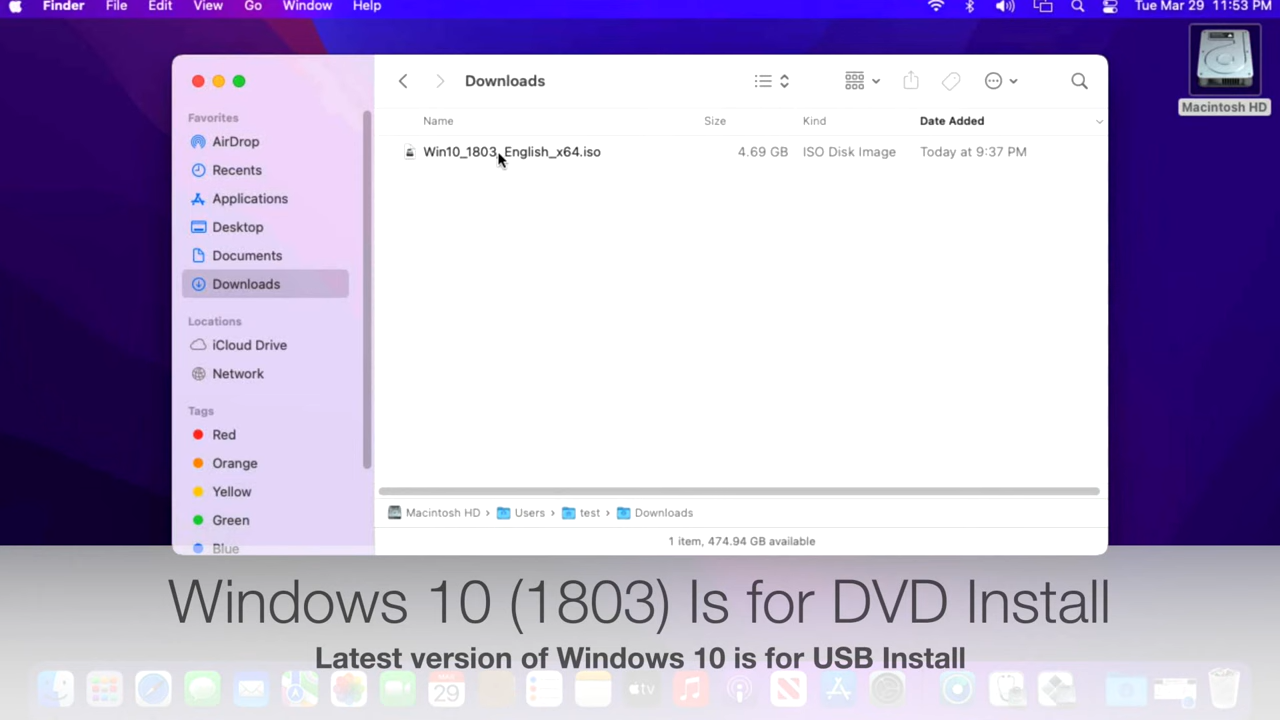 Finder File Edit View Go Window Help Tue Mar 29 11:53 PM
Macintosh HD
Downloads
Favorites
AirDrop
Recents
Applications
Desktop
Documents
Downloads
Locations
iCloud Drive
Network
Tags
Red
Orange
Yellow
Green
Blue
Name Size Kind Date Added
Win10_1803_English_x64.iso 4.69 GB ISO Disk Image Today at 9:37 PM
Macintosh HD › Users › test › Downloads
1 item, 474.94 GB available
Windows 10 (1803) Is for DVD Install
Latest version of Windows 10 is for USB Install
MAR
29
tv